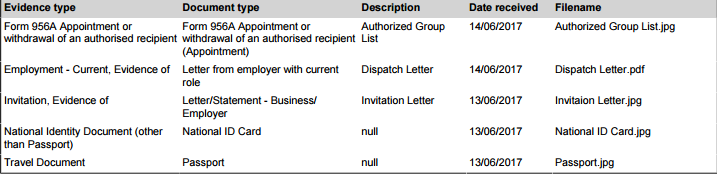 Evidence type Document type Description Date received Filename
Form 956A Appointment or Form 956A Appointment or Authorized Group 14/06/2017 Authorized Group List.jpg
withdrawal of an authorised recipient withdrawal of an authorised recipient List
(Appointment)
Employment - Current, Evidence of Letter from employer with current Dispatch Letter 14/06/2017 Dispatch Letter.pdf
role
Invitation, Evidence of Letter/Statement - Business/ Invitation Letter 13/06/2017 Invitaion Letter.jpg
Employer
National Identity Document (other National ID Card null 13/06/2017 National ID Card.jpg
than Passport)
Travel Document Passport null 13/06/2017 Passport.jpg